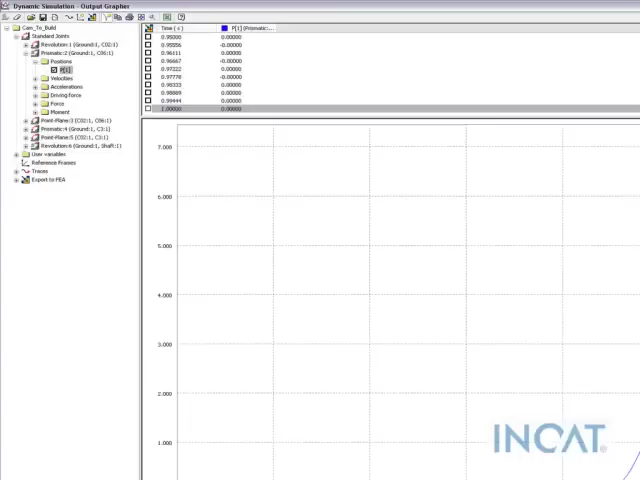 Dynamic Simulation - Output Grapher
Cam_To_Build
Standard Joints
Revolution:1 (Ground:1, C02:1)
Prismatic:2 (Ground:1, C06:1)
Positions
P[1]
Velocities
Accelerations
Driving force
Force
Moment
Point-Plane:3 (C02:1, C06:1)
Prismatic:4 (Ground:1, C3:1)
Point-Plane:5 (C02:1, C3:1)
Revolution:6 (Ground:1, Shaft:1)
User variables
Reference Frames
Traces
Export to FEA
Time ( s ) P[1] (Prismatic:...
0.95000 0.00000
0.95556 -0.00000
0.96111 0.00000
0.96667 -0.00000
0.97222 0.00000
0.97778 -0.00000
0.98333 0.00000
0.98889 0.00000
0.99444 0.00000
1.00000 0.00000
7.000
6.000
5.000
4.000
3.000
2.000
1.000
INCAT